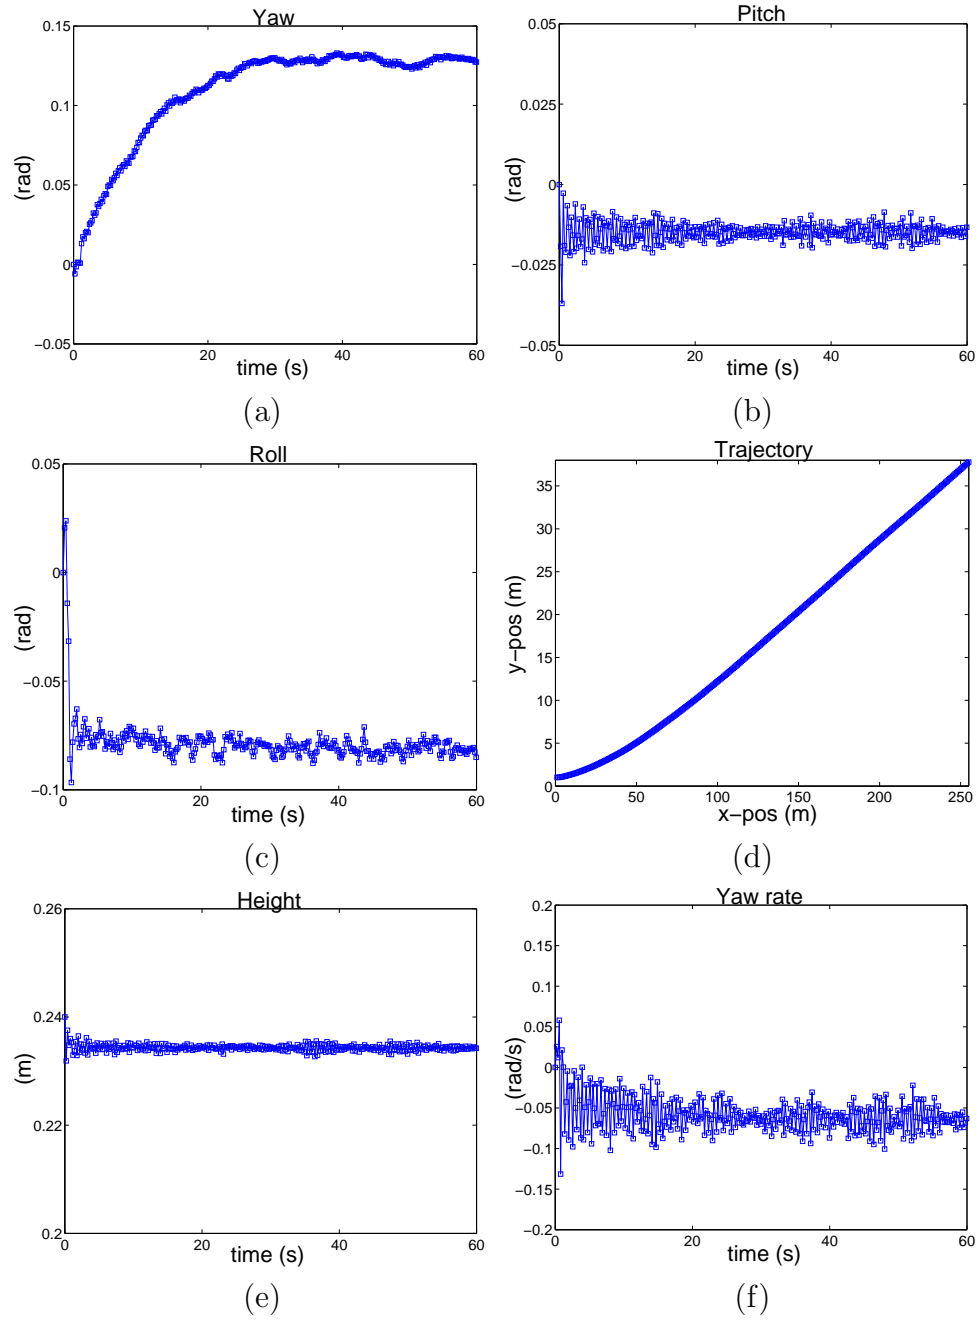 Yaw
0.15
0.1
0.05
0
−0.05
(rad)
0 20 40 60
time (s)
(a)
Pitch
0.05
0.025
0
−0.025
−0.05
(rad)
0 20 40 60
time (s)
(b)
Roll
0.05
0
−0.05
−0.1
(rad)
0 20 40 60
time (s)
(c)
Trajectory
35
30
25
20
15
10
5
0
y−pos (m)
0 50 100 150 200 250
x−pos (m)
(d)
Height
0.26
0.24
0.22
0.2
(m)
0 20 40 60
time (s)
(e)
Yaw rate
0.2
0.15
0.1
0.05
0
−0.05
−0.1
−0.15
−0.2
(rad/s)
0 20 40 60
time (s)
(f)